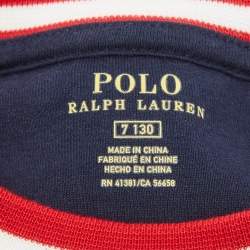 POLO
RALPH LAUREN
7 130
MADE IN CHINA
FABRIQUÉ EN CHINE
HECHO EN CHINA
RN 41381/CA 56658